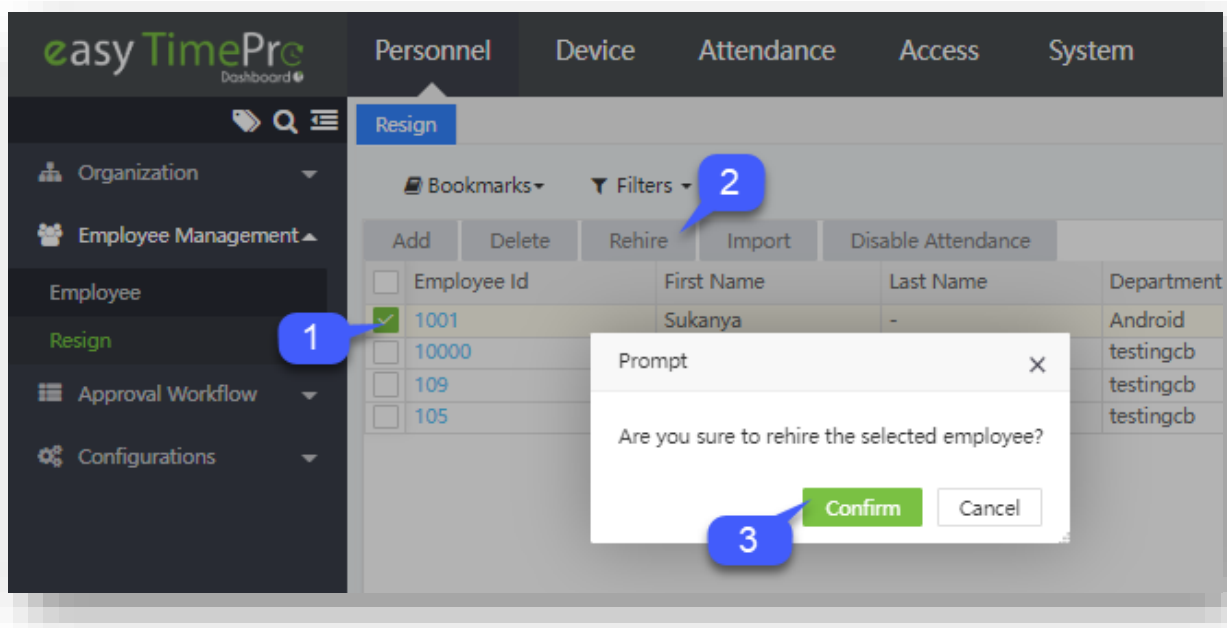 easy TimePro
Dashboard
Personnel Device Attendance Access System
Resign
Organization
Bookmarks Filters 2
Employee Management
Add Delete Rehire Import Disable Attendance
Employee Id First Name Last Name Department
Employee
1 1001 Sukanya - Android
Resign
10000 testingcb
109 testingcb
105 testingcb
Approval Workflow
Configurations
Prompt
Are you sure to rehire the selected employee?
Confirm Cancel
3